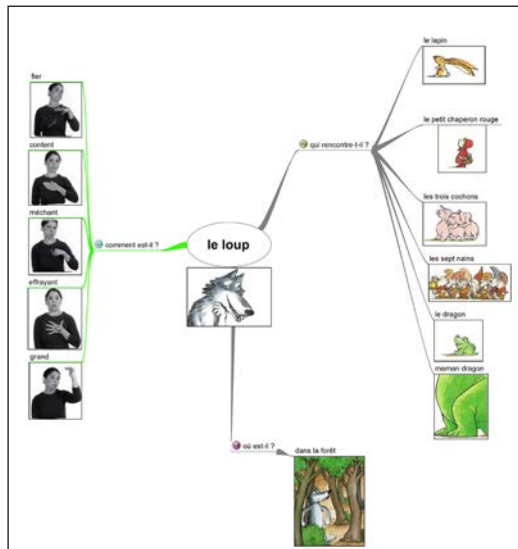 le loup
comment est-il ?
fier
content
méchant
effrayant
grand
qui rencontre-t-il ?
le lapin
le petit chaperon rouge
les trois cochons
les sept nains
le dragon
maman dragon
où est-il ?
dans la forêt